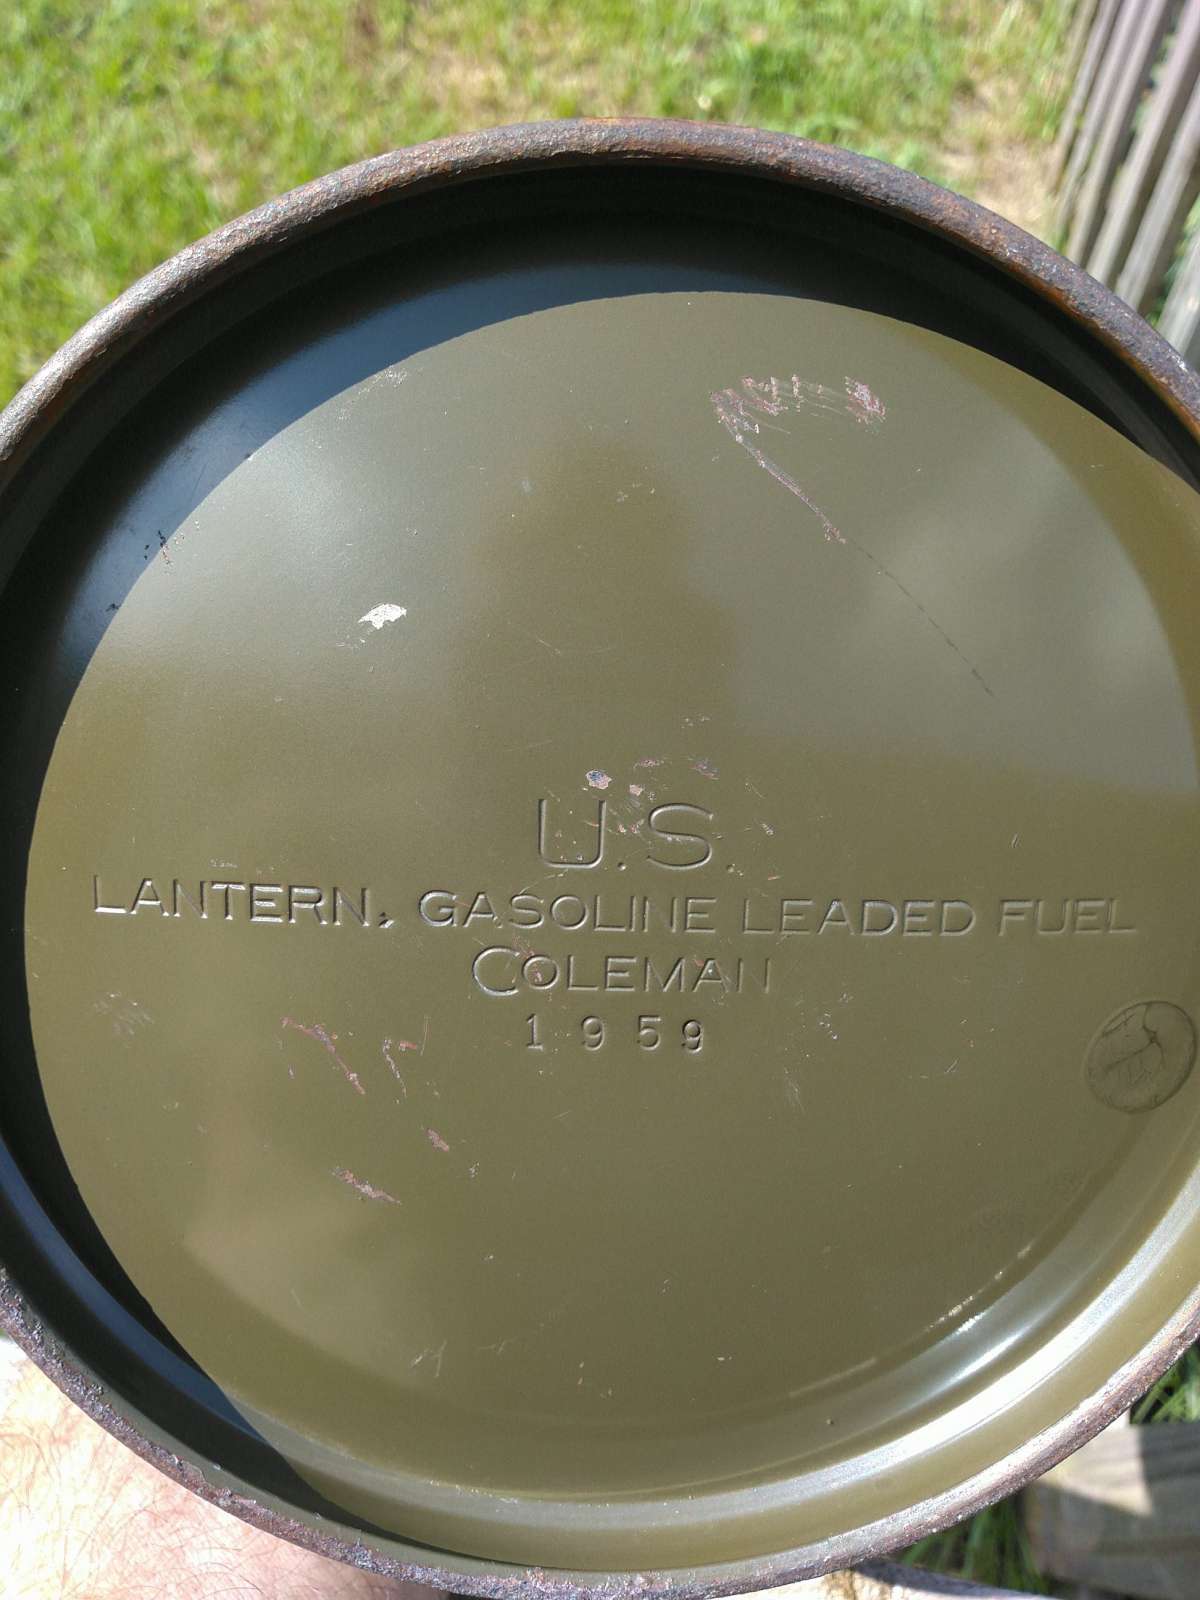 U.S.
LANTERN, GASOLINE LEADED FUEL
COLEMAN
1959